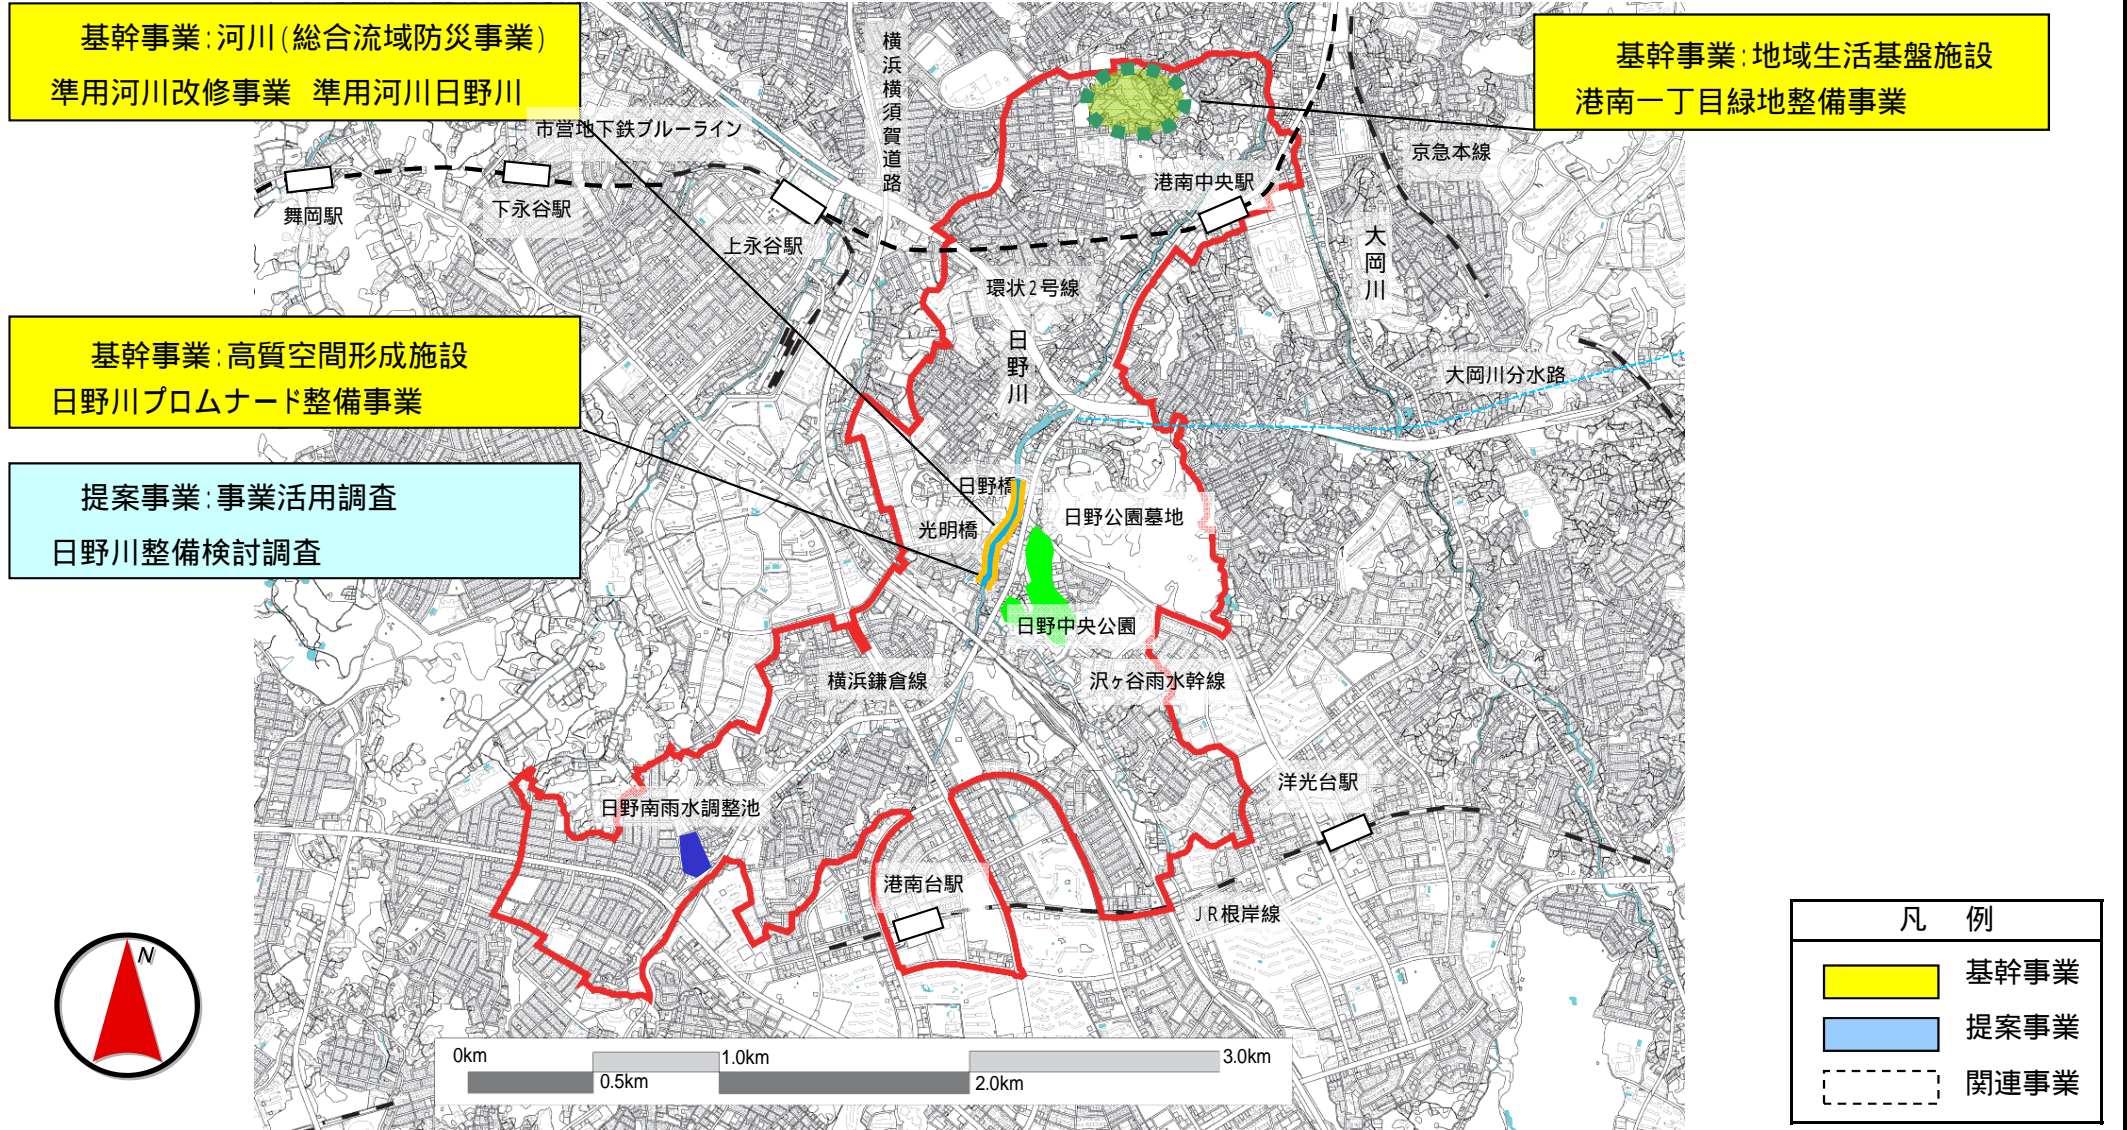 基幹事業:河川(総合流域防災事業)
準用河川改修事業 準用河川日野川
基幹事業:地域生活基盤施設
港南一丁目緑地整備事業
横浜横須賀道路
市営地下鉄ブルーライン
京急本線
舞岡駅
下永谷駅
上永谷駅
港南中央駅
大岡川
環状2号線
日野川
基幹事業:高質空間形成施設
日野川プロムナード整備事業
大岡川分水路
提案事業:事業活用調査
日野川整備検討調査
日野橋
光明橋
日野公園墓地
日野中央公園
横浜鎌倉線
沢ヶ谷雨水幹線
洋光台駅
日野南雨水調整池
港南台駅
JR根岸線
N
0km
0.5km
1.0km
2.0km
3.0km
凡 例
基幹事業
提案事業
関連事業